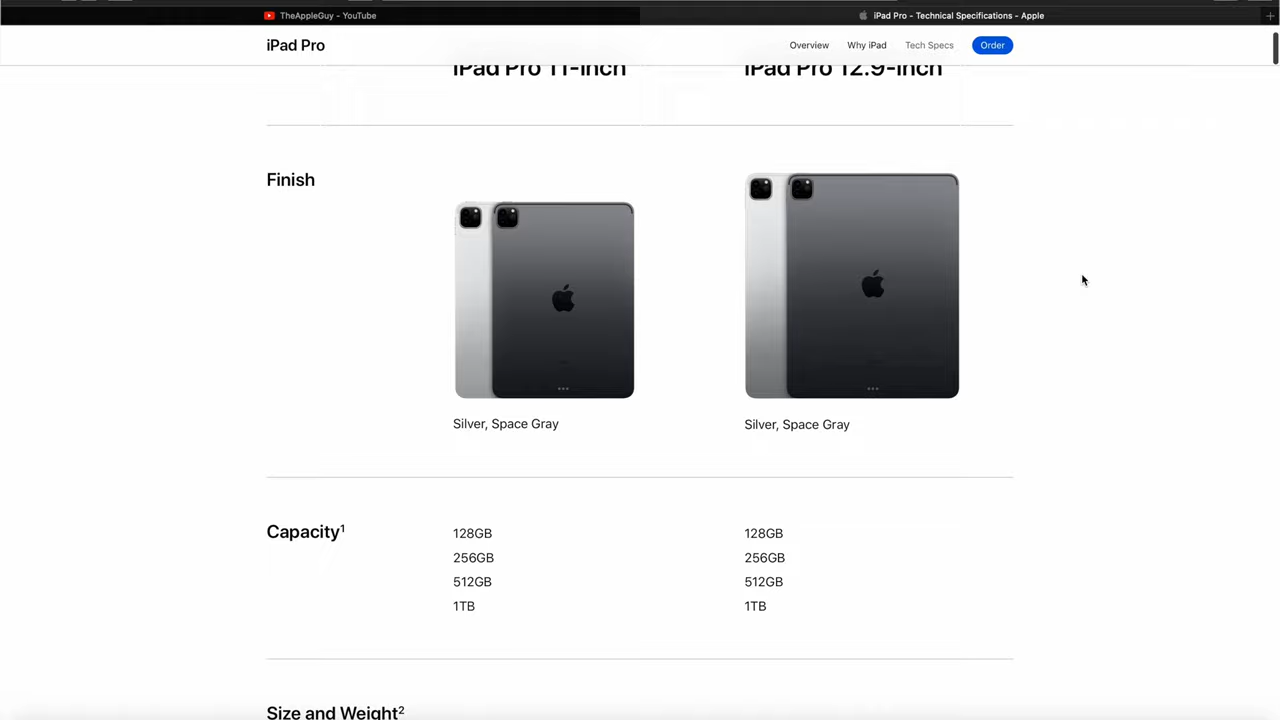 TheAppleGuy - YouTube
iPad Pro - Technical Specifications - Apple
iPad Pro
Overview
Why iPad
Tech Specs
Order
iPad Pro 11-inch
iPad Pro 12.9-inch
Finish
Silver, Space Gray
Silver, Space Gray
Capacity¹
128GB
256GB
512GB
1TB
128GB
256GB
512GB
1TB
Size and Weight²